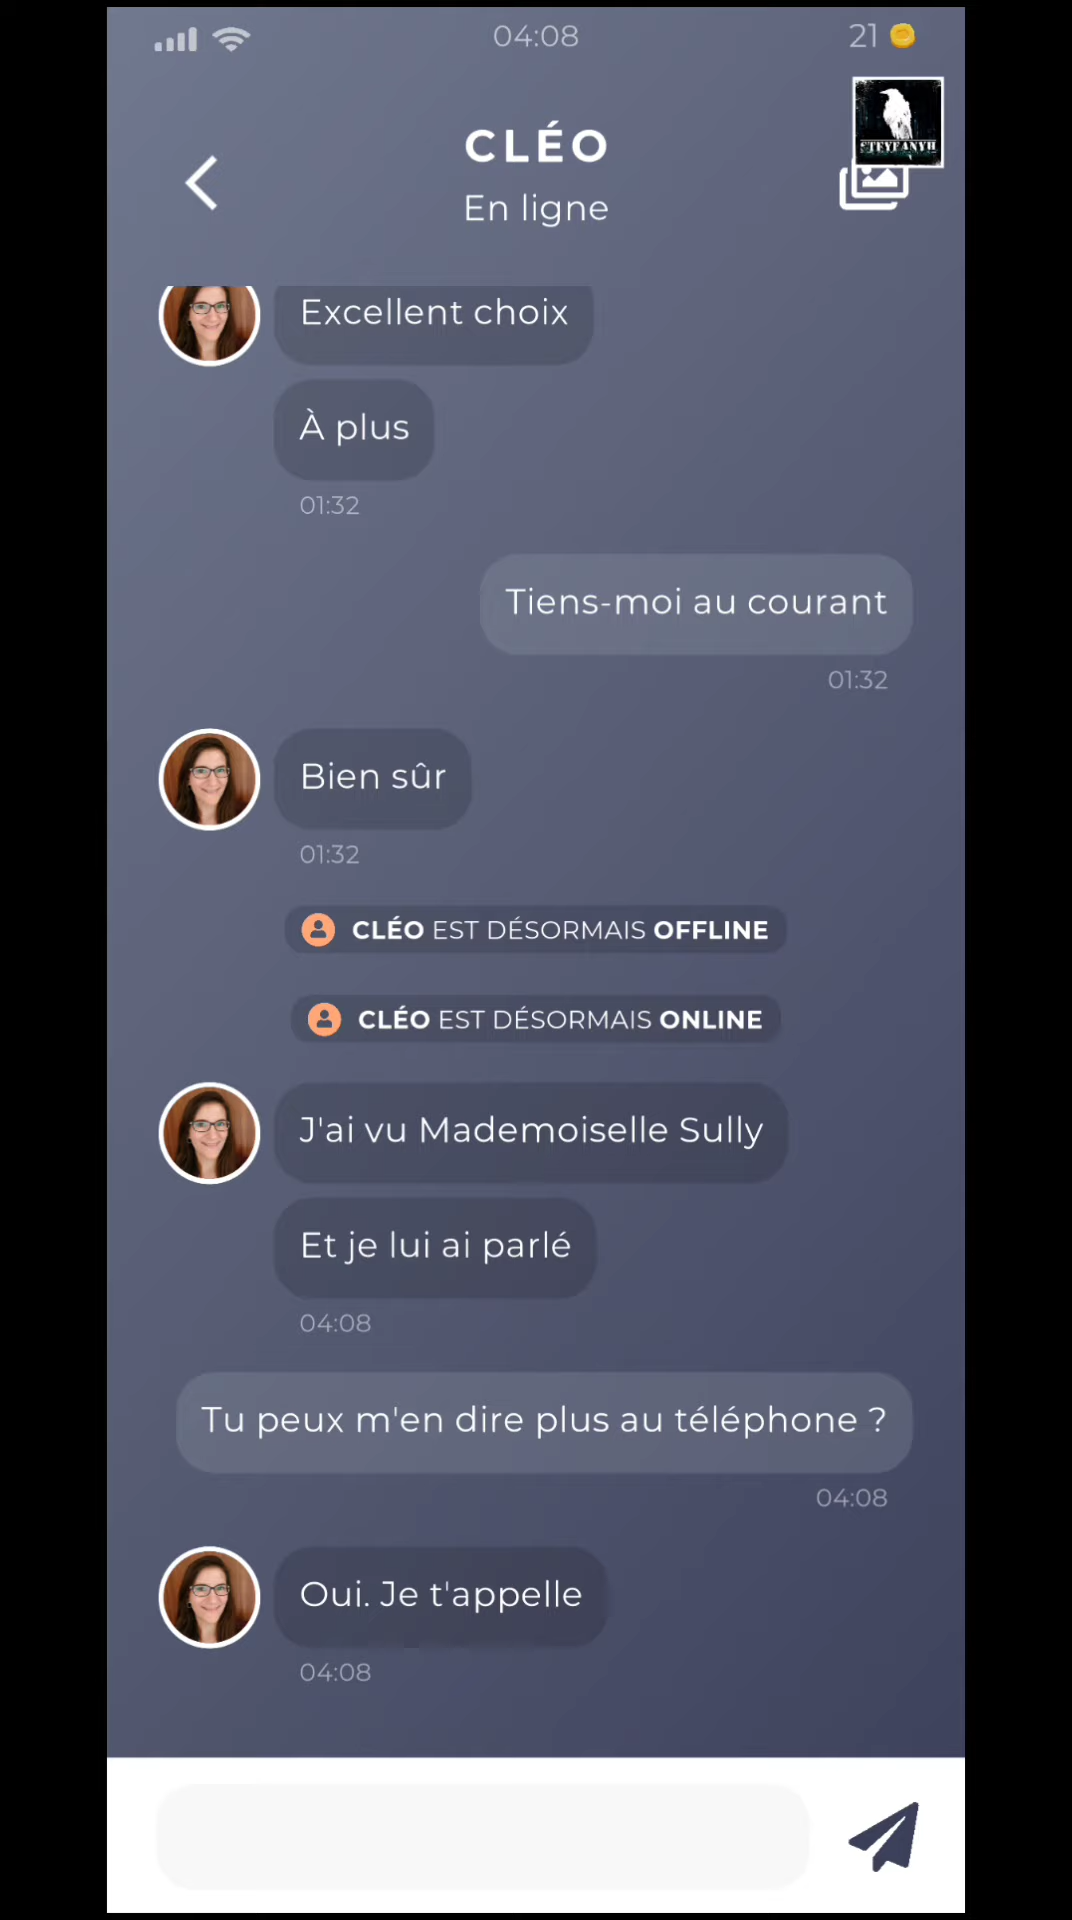 04:08
21
CLÉO
STEYFANYH
En ligne
Excellent choix
À plus
01:32
Tiens-moi au courant
01:32
Bien sûr
01:32
CLÉO EST DÉSORMAIS OFFLINE
CLÉO EST DÉSORMAIS ONLINE
J'ai vu Mademoiselle Sully
Et je lui ai parlé
04:08
Tu peux m'en dire plus au téléphone ?
04:08
Oui. Je t'appelle
04:08